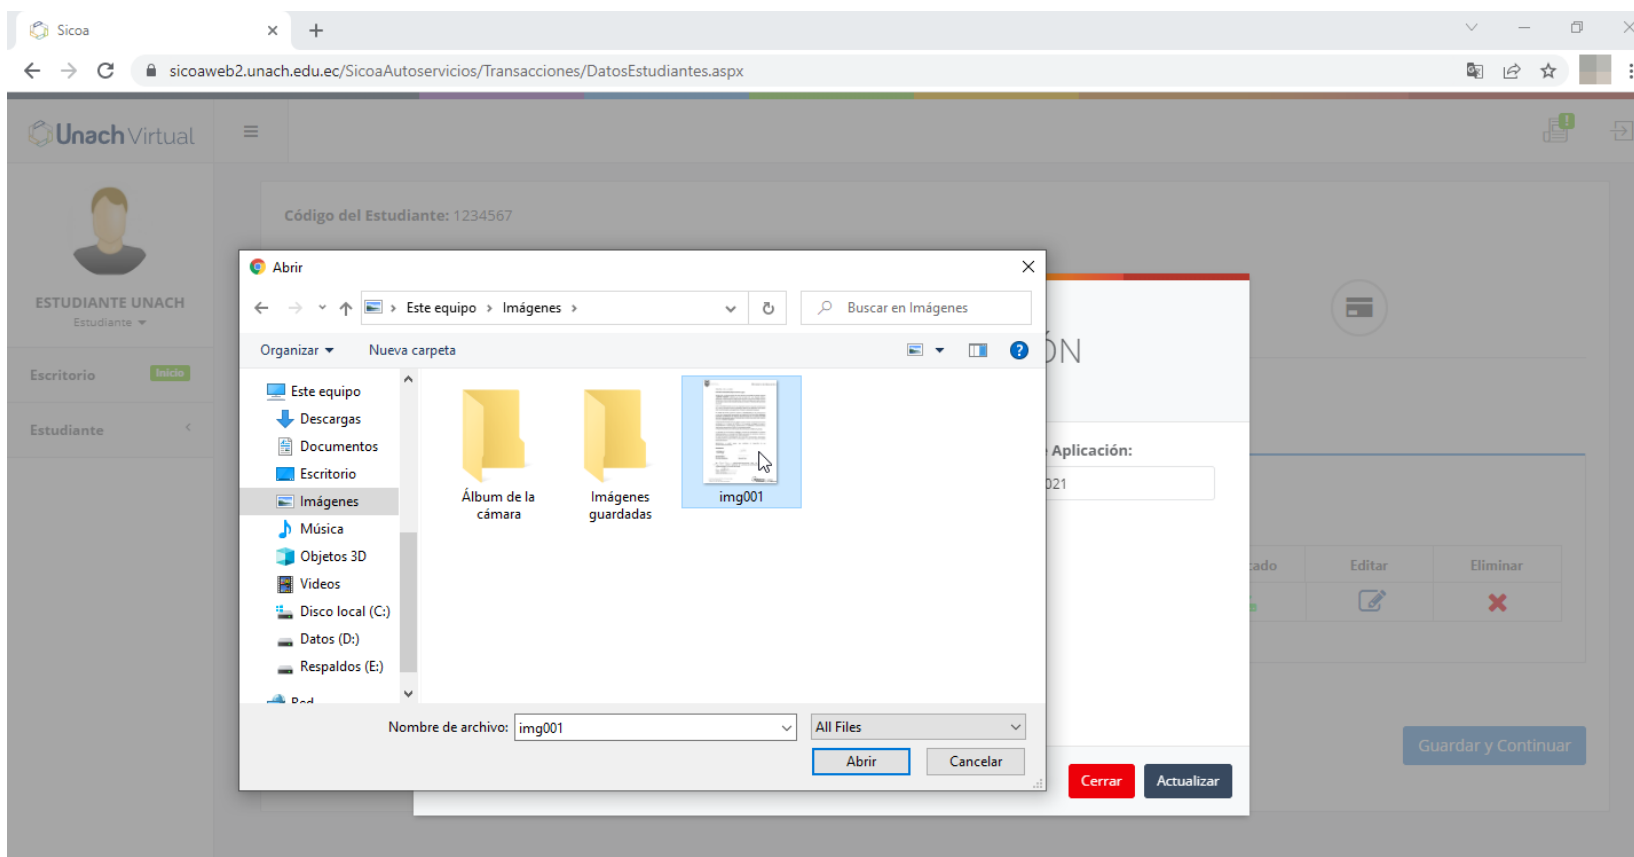 Sicoa
sicoaweb2.unach.edu.ec/SicoaAutoservicios/Transacciones/DatosEstudiantes.aspx
Unach Virtual
Código del Estudiante: 1234567
ESTUDIANTE UNACH
Estudiante
Escritorio Inicio
Estudiante
Abrir
Este equipo > Imágenes >
Buscar en Imágenes
Organizar Nueva carpeta
Este equipo
Descargas
Documentos
Escritorio
Imágenes
Música
Objetos 3D
Videos
Disco local (C:)
Datos (D:)
Respaldos (E:)
Red
Álbum de la
cámara
Imágenes
guardadas
img001
Nombre de archivo: img001
All Files
Abrir Cancelar
ÓN
Aplicación:
021
Editar Eliminar
Guardar y Continuar
Cerrar Actualizar